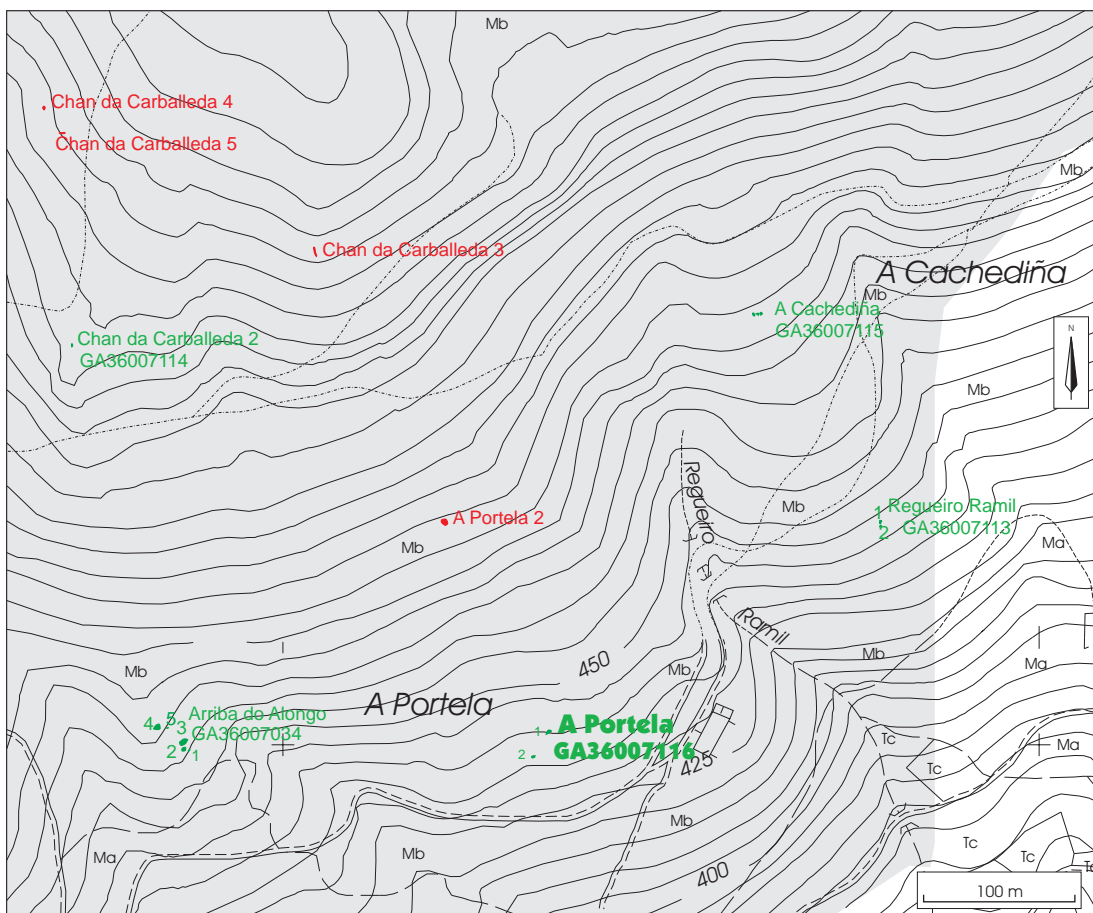 Mb
Chan da Carballeda 4
Chan da Carballeda 5
Mb
Chan da Carballeda 3
A Cachediña
Mb
A Cachediña
GA36007115
N
Chan da Carballeda 2
GA36007114
Mb
Regueiro
Mb
1 Regueiro Ramil
2 GA36007113
A Portela 2
Mb
Ma
Ramil
450
Mb
Mb
Mb
Ma
A Portela
4 5 3 Arriba do Alongo
GA36007034
2 1
1 A Portela
2 GA36007116
425
Tc
Ma
Tc
Mb
Ma
Mb
Tc
Tc
Tc
400
100 m